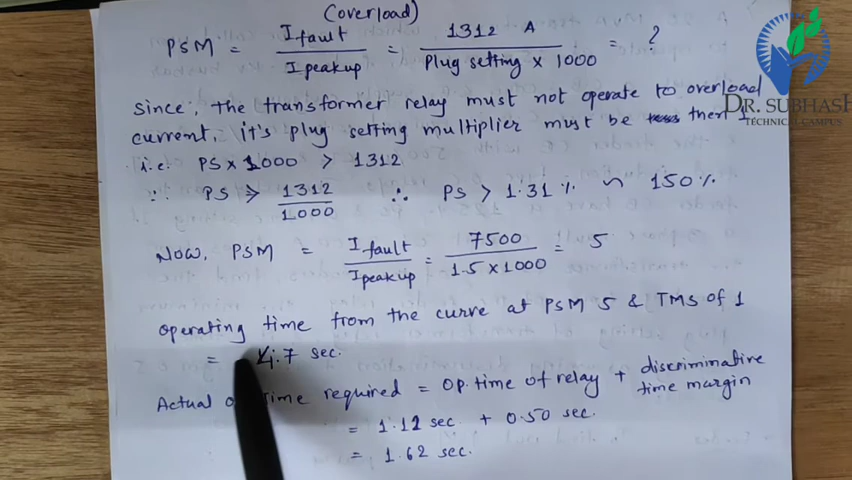 (overload)
PSM = Ifault / Ipeakup = 1312 A / Plug setting × 1000 = ?
Since, the transformer relay must not operate to overload
current, it's plug setting multiplier must be then 1
i.e. PS × 1000 > 1312
∵ PS > 1312 / 1000 ∴ PS > 1.31 % ~ 150 %
Now, PSM = Ifault / Ipeakup = 7500 / 1.5 × 1000 = 5
Operating time from the curve at PSM 5 & TMS of 1
= 4.7 sec.
Actual time required = Op. time of relay + discriminative time margin
= 1.12 sec + 0.50 sec.
= 1.62 sec.
DR. SUBHASH
TECHNICAL CAMPUS